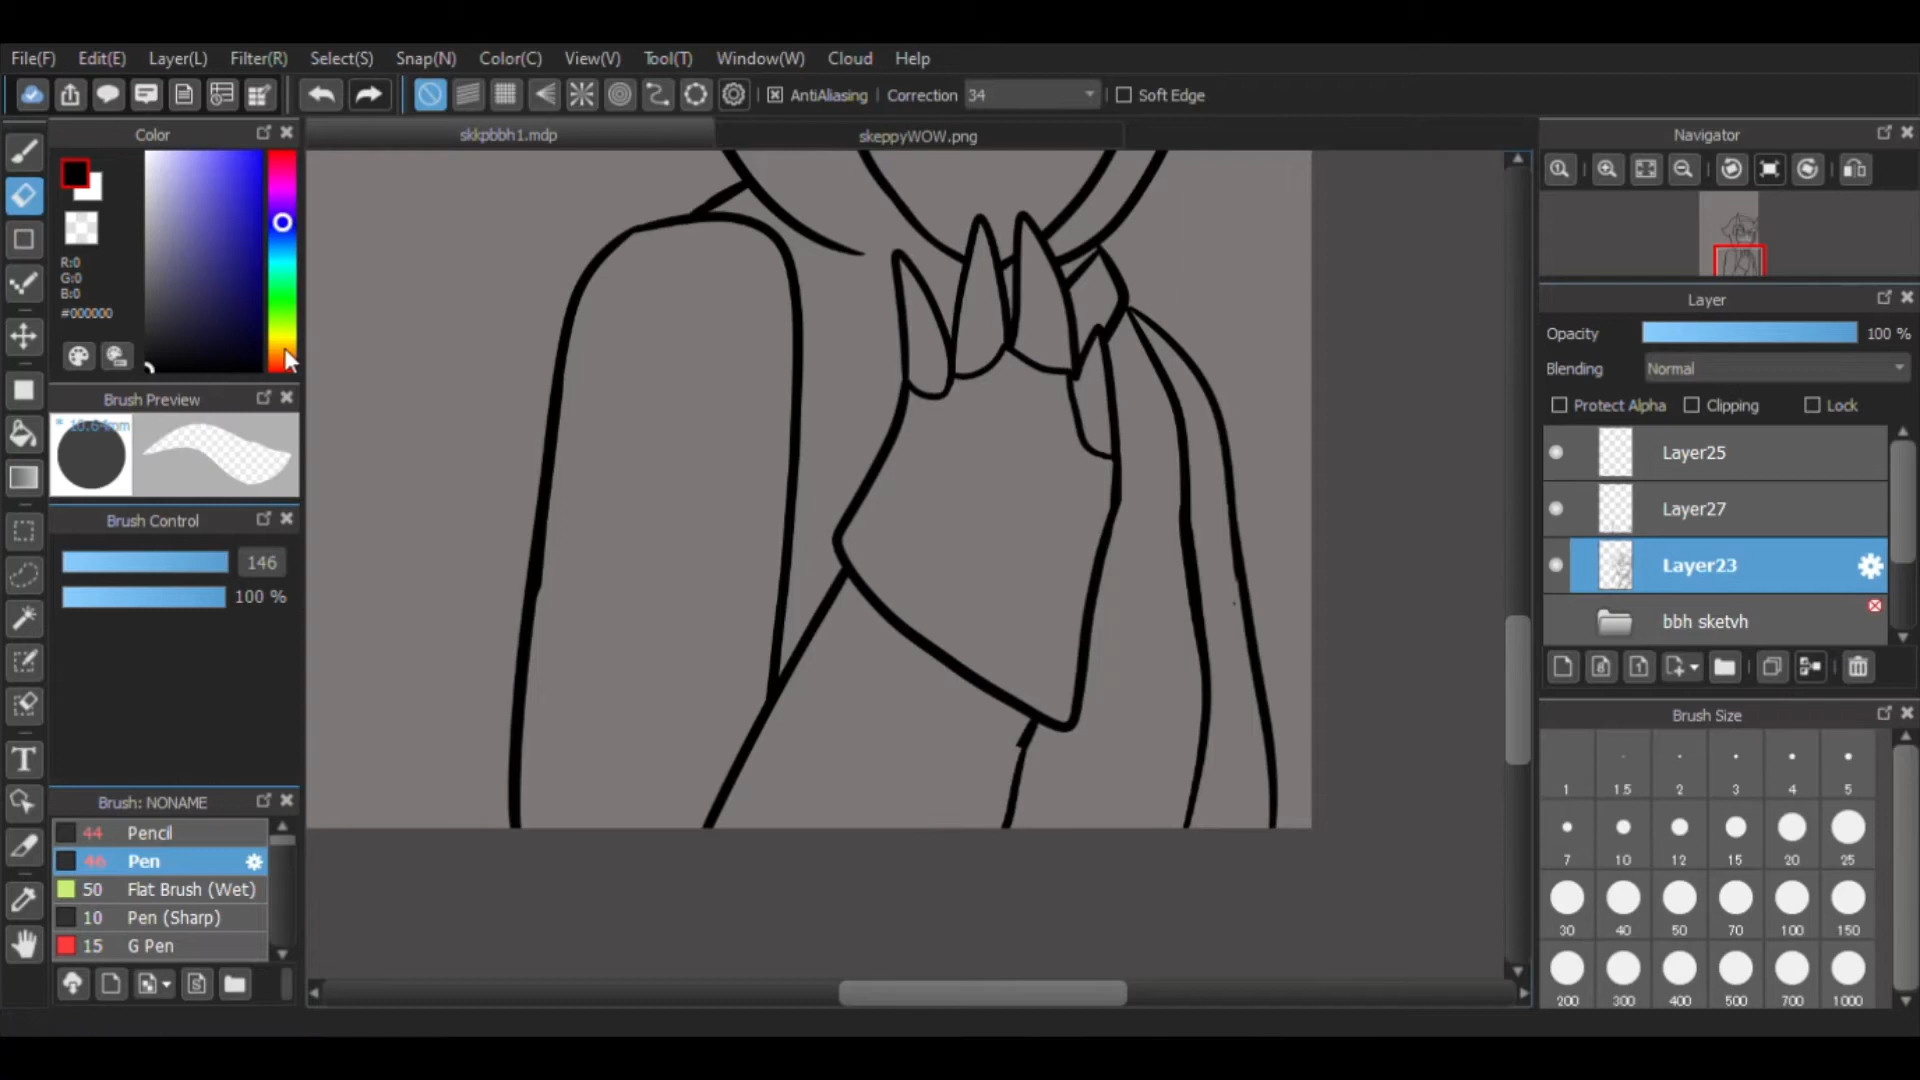 File(F) Edit(E) Layer(L) Filter(R) Select(S) Snap(N) Color(C) View(V) Tool(T) Window(W) Cloud Help
AntiAliasing Correction 34 Soft Edge
Color
skkpbbh1.mdp
skeppyWOW.png
Navigator
R:0
G:0
B:0
#000000
Brush Preview
* 10.64mm
Brush Control
146
100 %
Brush: NONAME
44 Pencil
46 Pen
50 Flat Brush (Wet)
10 Pen (Sharp)
15 G Pen
Layer
Opacity 100 %
Blending Normal
Protect Alpha Clipping Lock
Layer25
Layer27
Layer23
bbh sketvh
Brush Size
1 1.5 2 3 4 5
7 10 12 15 20 25
30 40 50 70 100 150
200 300 400 500 700 1000